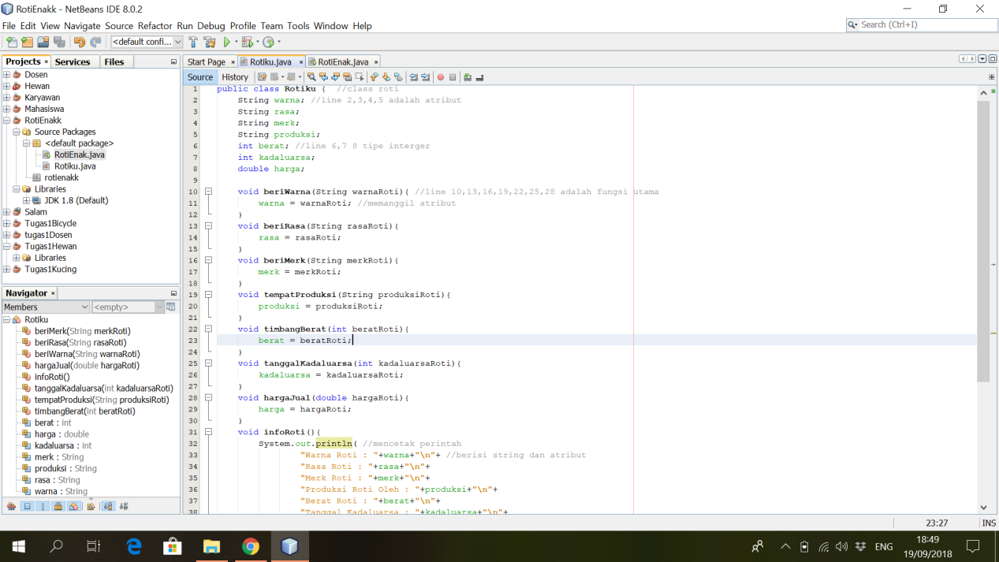 RotiEnakk - NetBeans IDE 8.0.2
File Edit View Navigate Source Refactor Run Debug Profile Team Tools Window Help
Search (Ctrl+I)
<default confi...
Projects × Services Files
Start Page × Rotiku.java × RotiEnak.java ×
Source History
Dosen
Hewan
Karyawan
Mahasiswa
RotiEnakk
Source Packages
<default package>
RotiEnak.java
Rotiku.java
rotienakk
Libraries
JDK 1.8 (Default)
Salam
Tugas1Bicycle
tugas1Dosen
Tugas1Hewan
Libraries
Tugas1Kucing
Navigator ×
Members <empty>
Rotiku
beriMerk(String merkRoti)
beriRasa(String rasaRoti)
beriWarna(String warnaRoti)
hargaJual(double hargaRoti)
infoRoti()
tanggalKadaluarsa(int kadaluarsaRoti)
tempatProduksi(String produksiRoti)
timbangBerat(int beratRoti)
berat : int
harga : double
kadaluarsa : int
merk : String
produksi : String
rasa : String
warna : String
1 public class Rotiku { //class roti
2 String warna; //line 2,3,4,5 adalah atribut
3 String rasa;
4 String merk;
5 String produksi;
6 int berat; //line 6,7 8 tipe interger
7 int kadaluarsa;
8 double harga;
9
10 void beriWarna(String warnaRoti){ //line 10,13,16,19,22,25,28 adalah fungsi utama
11 warna = warnaRoti; //memanggil atribut
12 }
13 void beriRasa(String rasaRoti){
14 rasa = rasaRoti;
15 }
16 void beriMerk(String merkRoti){
17 merk = merkRoti;
18 }
19 void tempatProduksi(String produksiRoti){
20 produksi = produksiRoti;
21 }
22 void timbangBerat(int beratRoti){
23 berat = beratRoti;
24 }
25 void tanggalKadaluarsa(int kadaluarsaRoti){
26 kadaluarsa = kadaluarsaRoti;
27 }
28 void hargaJual(double hargaRoti){
29 harga = hargaRoti;
30 }
31 void infoRoti(){
32 System.out.println( //mencetak perintah
33 "Warna Roti : "+warna+"\n"+ //berisi string dan atribut
34 "Rasa Roti : "+rasa+"\n"+
35 "Merk Roti : "+merk+"\n"+
36 "Produksi Roti Oleh : "+produksi+"\n"+
37 "Berat Roti : "+berat+"\n"+
38 "Tanggal Kadaluarsa : "+kadaluarsa+"\n"+
23:27 INS
ENG
18:49
19/09/2018